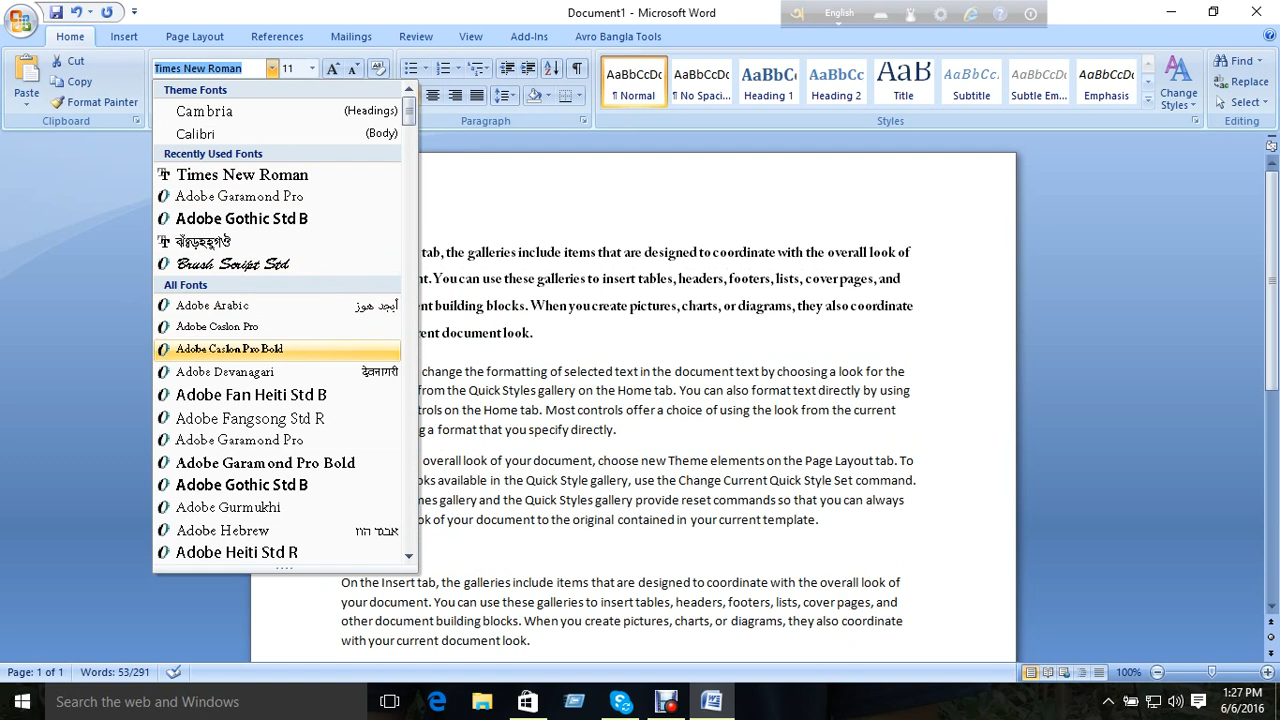 Document1 - Microsoft Word
English
Home
Insert
Page Layout
References
Mailings
Review
View
Add-Ins
Avro Bangla Tools
Paste
Cut
Copy
Format Painter
Clipboard
Times New Roman
11
Paragraph
AaBbCcDc
¶ Normal
AaBbCcDc
¶ No Spaci...
AaBbCc
Heading 1
AaBbCc
Heading 2
AaB
Title
AaBbCc.
Subtitle
AaBbCcDc
Subtle Em...
AaBbCcDc
Emphasis
Change
Styles
Styles
Find
Replace
Select
Editing
Theme Fonts
Cambria (Headings)
Calibri (Body)
Recently Used Fonts
Times New Roman
Adobe Garamond Pro
Adobe Gothic Std B
Brush Script Std
All Fonts
Adobe Arabic أبجد هوز
Adobe Caslon Pro
Adobe Caslon Pro Bold
Adobe Devanagari देवनागरी
Adobe Fan Heiti Std B
Adobe Fangsong Std R
Adobe Garamond Pro
Adobe Garamond Pro Bold
Adobe Gothic Std B
Adobe Gurmukhi
Adobe Hebrew אבגד הוז
Adobe Heiti Std R
tab, the galleries include items that are designed to coordinate with the overall look of
nt. You can use these galleries to insert tables, headers, footers, lists, cover pages, and
ent building blocks. When you create pictures, charts, or diagrams, they also coordinate
rent document look.
change the formatting of selected text in the document text by choosing a look for the
from the Quick Styles gallery on the Home tab. You can also format text directly by using
trols on the Home tab. Most controls offer a choice of using the look from the current
g a format that you specify directly.
overall look of your document, choose new Theme elements on the Page Layout tab. To
oks available in the Quick Style gallery, use the Change Current Quick Style Set command.
nes gallery and the Quick Styles gallery provide reset commands so that you can always
ok of your document to the original contained in your current template.
On the Insert tab, the galleries include items that are designed to coordinate with the overall look of
your document. You can use these galleries to insert tables, headers, footers, lists, cover pages, and
other document building blocks. When you create pictures, charts, or diagrams, they also coordinate
with your current document look.
Page: 1 of 1
Words: 53/291
100%
Search the web and Windows
1:27 PM
6/6/2016